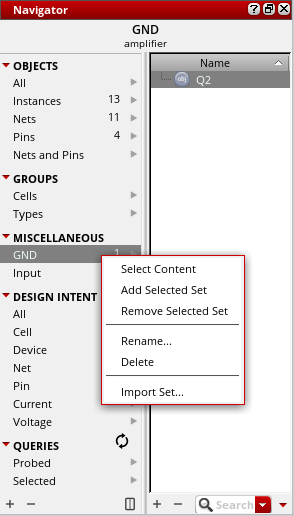 Navigator
GND
amplifier
OBJECTS
All
Instances 13
Nets 11
Pins 4
Nets and Pins
GROUPS
Cells
Types
MISCELLANEOUS
GND 1
Input
DESIGN INTENT
All
Cell
Device
Net
Pin
Current
Voltage
QUERIES
Probed
Selected
Name
obj Q2
Select Content
Add Selected Set
Remove Selected Set
Rename...
Delete
Import Set...
Search